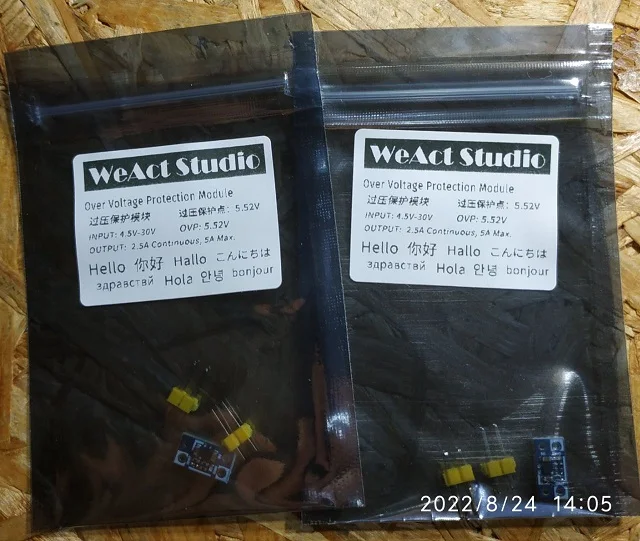 WeAct Studio
Over Voltage Protection Module
过压保护模块 过压保护点: 5.52V
INPUT: 4.5V-30V OVP: 5.52V
OUTPUT: 2.5A Continuous, 5A Max.
Hello 你好 Hallo こんにちは
здравствй Hola 안녕 bonjour
WeAct Studio
Over Voltage Protection Module
过压保护模块 过压保护点: 5.52V
INPUT: 4.5V-30V OVP: 5.52V
OUTPUT: 2.5A Continuous, 5A Max.
Hello 你好 Hallo こんにちは
здравствй Hola 안녕 bonjour
2022/8/24 14:05